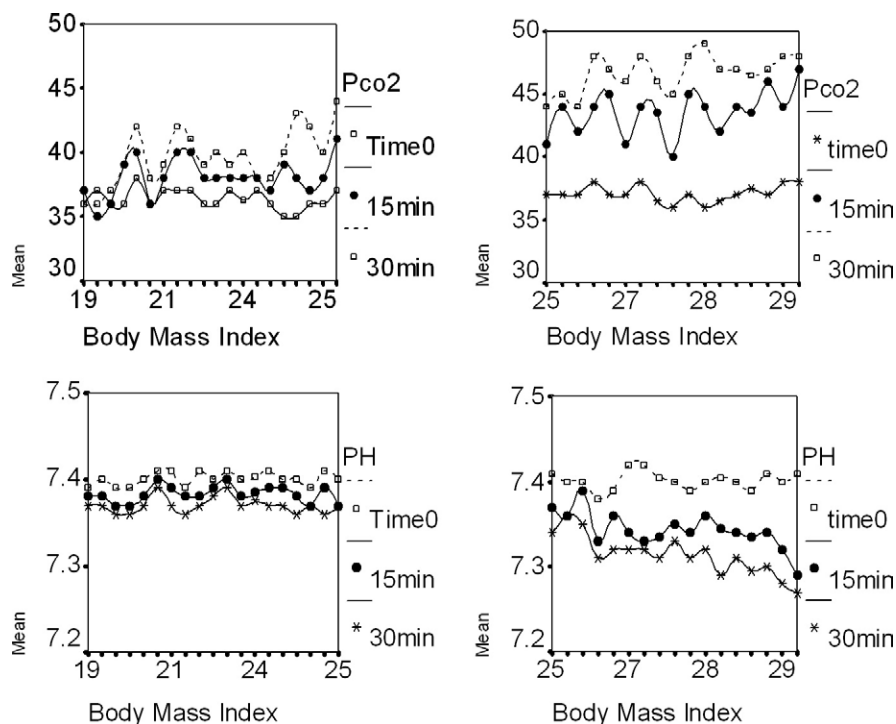 50
45
40
35
30
Mean
19 21 24 25
Body Mass Index
Pco2
Time0
15min
30min
50
45
40
35
30
Mean
25 27 28 29
Body Mass Index
Pco2
time0
15min
30min
7.5
7.4
7.3
7.2
Mean
19 21 24 25
Body Mass Index
PH
Time0
15min
30min
7.5
7.4
7.3
7.2
Mean
25 27 28 29
Body Mass Index
PH
time0
15min
30min